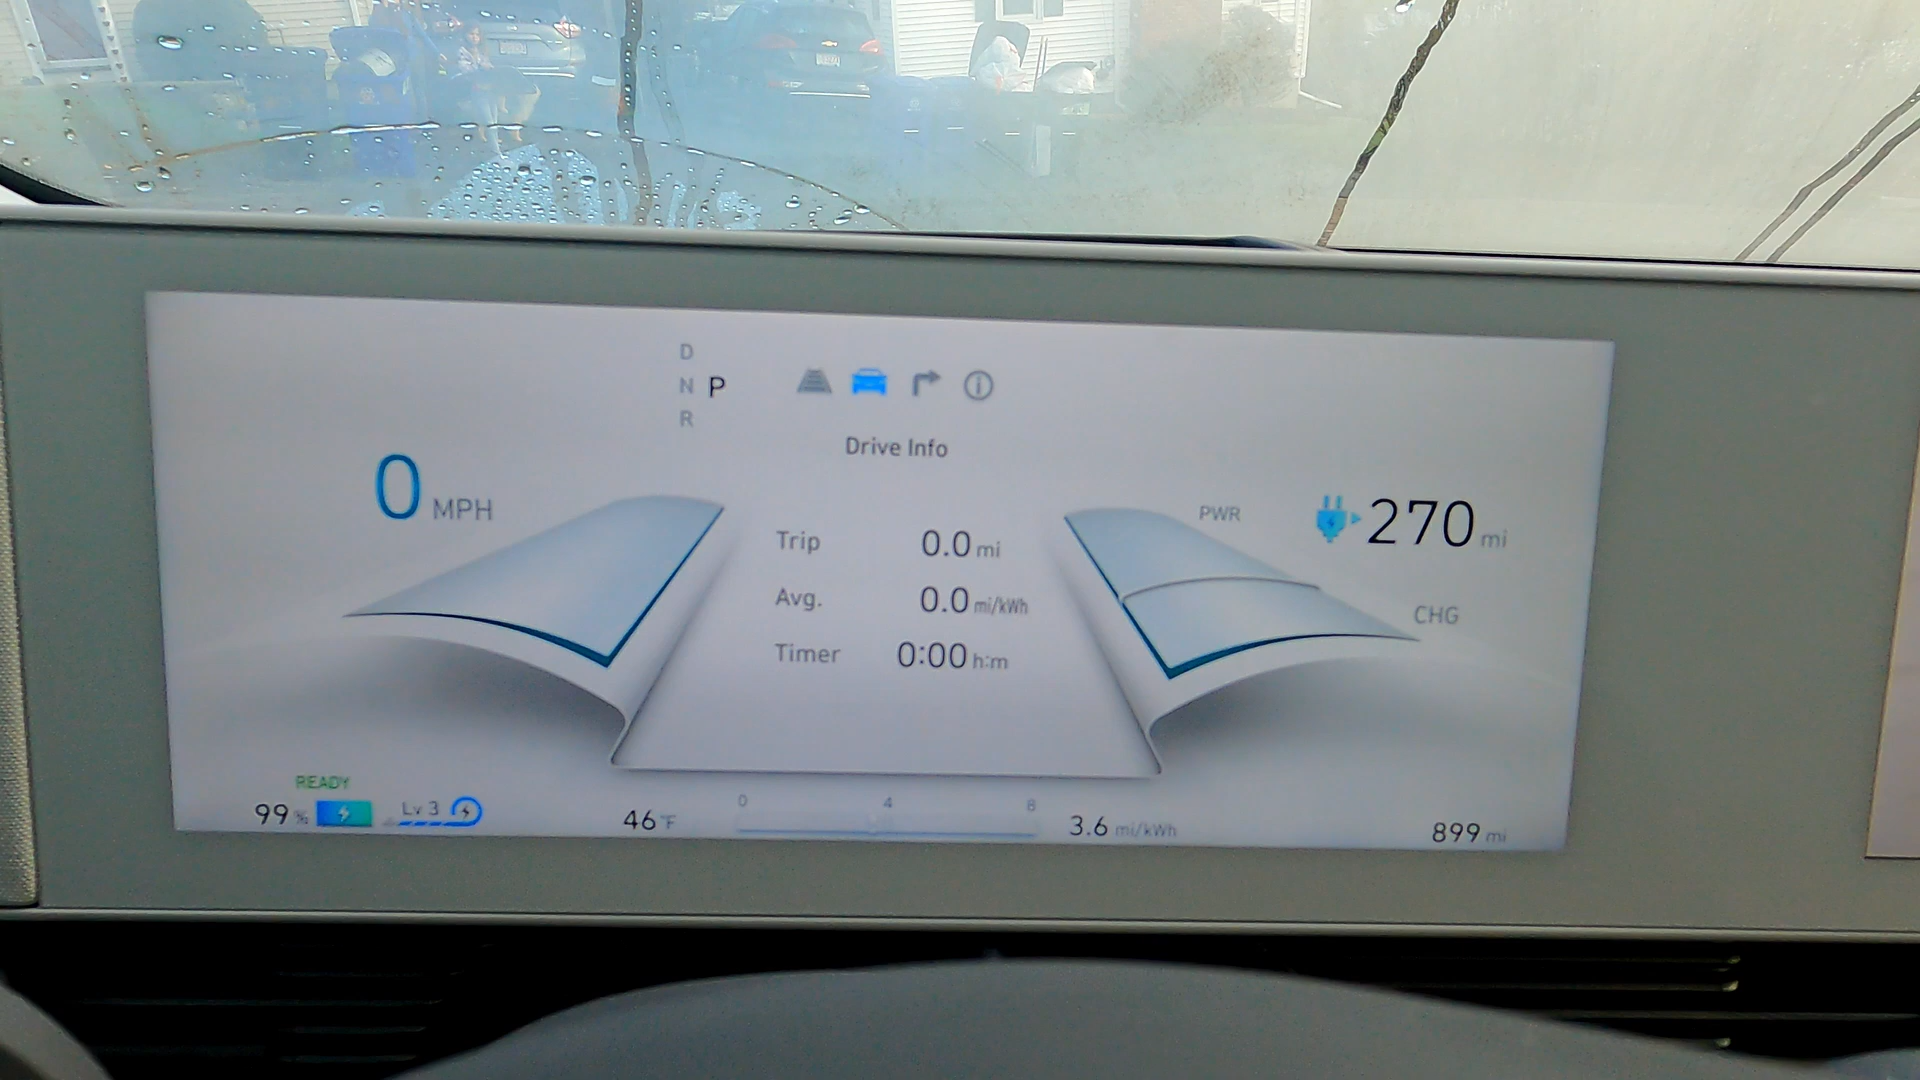 D
N P
R
Drive Info
0 MPH
PWR
270 mi
Trip 0.0 mi
Avg. 0.0 mi/kWh
CHG
Timer 0:00 h:m
READY
99 % Lv 3
46°F
0 4 8
3.6 mi/kWh
899 mi